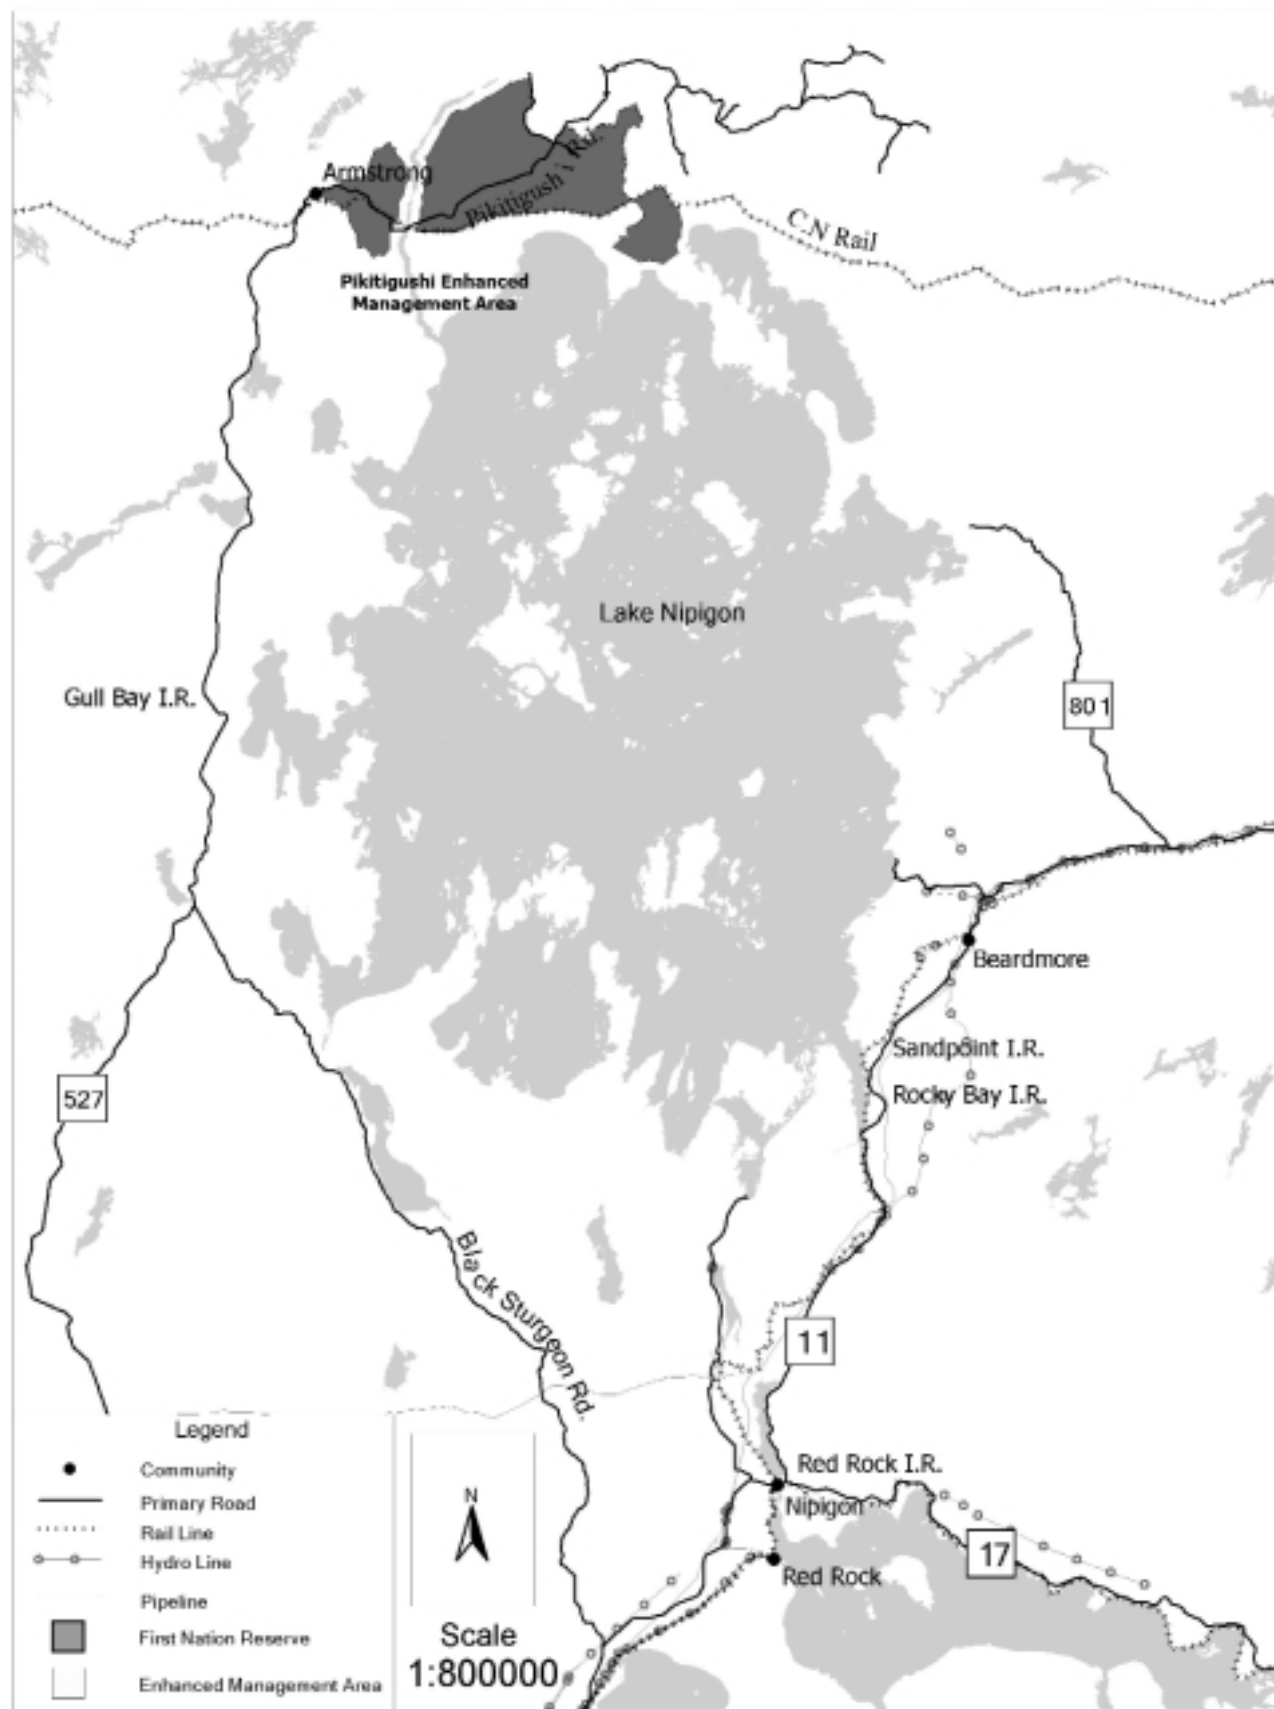 Armstrong
Pikitigushi Rd.
C.N Rail
Pikitigushi Enhanced
Management Area
Lake Nipigon
Gull Bay I.R.
801
Beardmore
Sandpoint I.R.
Rocky Bay I.R.
527
Black Sturgeon Rd.
11
Red Rock I.R.
Nipigon
17
Red Rock
Legend
Community
Primary Road
Rail Line
Hydro Line
Pipeline
First Nation Reserve
Enhanced Management Area
N
Scale
1:800000